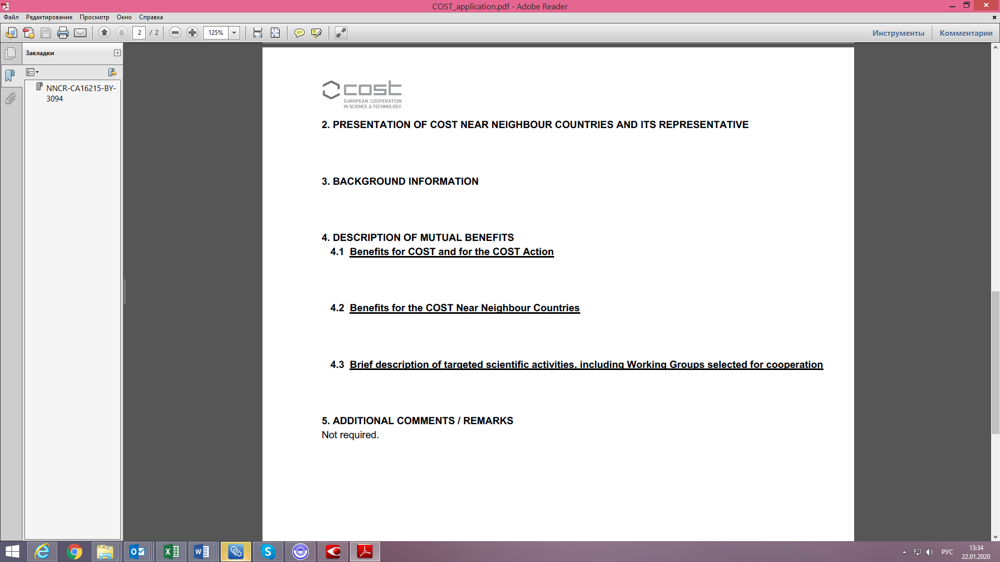 COST_application.pdf - Adobe Reader
Файл Редактирование Просмотр Окно Справка
2 / 2 125% Инструменты Комментарии
Закладки
NNCR-CA16215-BY-
3094
cost
EUROPEAN COOPERATION
IN SCIENCE & TECHNOLOGY
2. PRESENTATION OF COST NEAR NEIGHBOUR COUNTRIES AND ITS REPRESENTATIVE
3. BACKGROUND INFORMATION
4. DESCRIPTION OF MUTUAL BENEFITS
4.1 Benefits for COST and for the COST Action
4.2 Benefits for the COST Near Neighbour Countries
4.3 Brief description of targeted scientific activities, including Working Groups selected for cooperation
5. ADDITIONAL COMMENTS / REMARKS
Not required.
РУС
13:34
22.01.2020